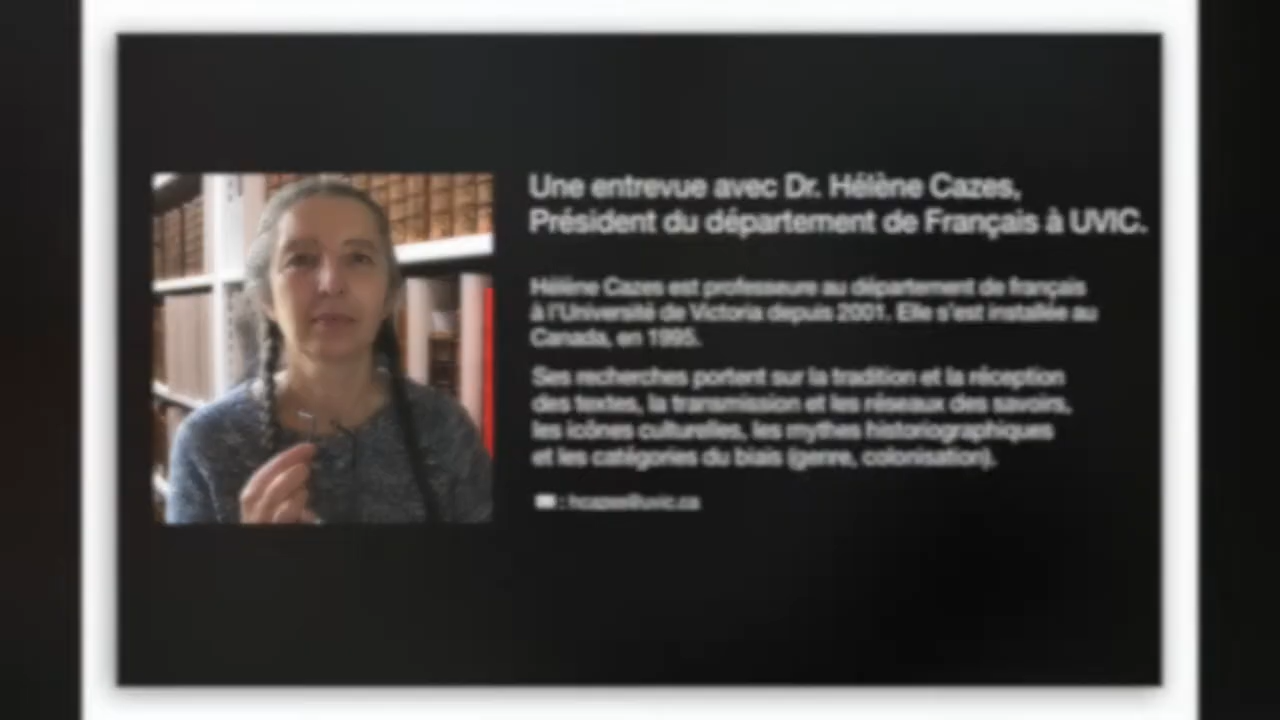 Une entrevue avec Dr. Hélène Cazes,
Président du département de Français à UVIC.
Hélène Cazes est professeure au département de français
à l'Université de Victoria depuis 2001. Elle s'est installée au
Canada, en 1995.
Ses recherches portent sur la tradition et la réception
des textes, la transmission et les réseaux des savoirs,
les icônes culturelles, les mythes historiographiques
et les catégories du biais (genre, colonisation).
: hcazes@uvic.ca